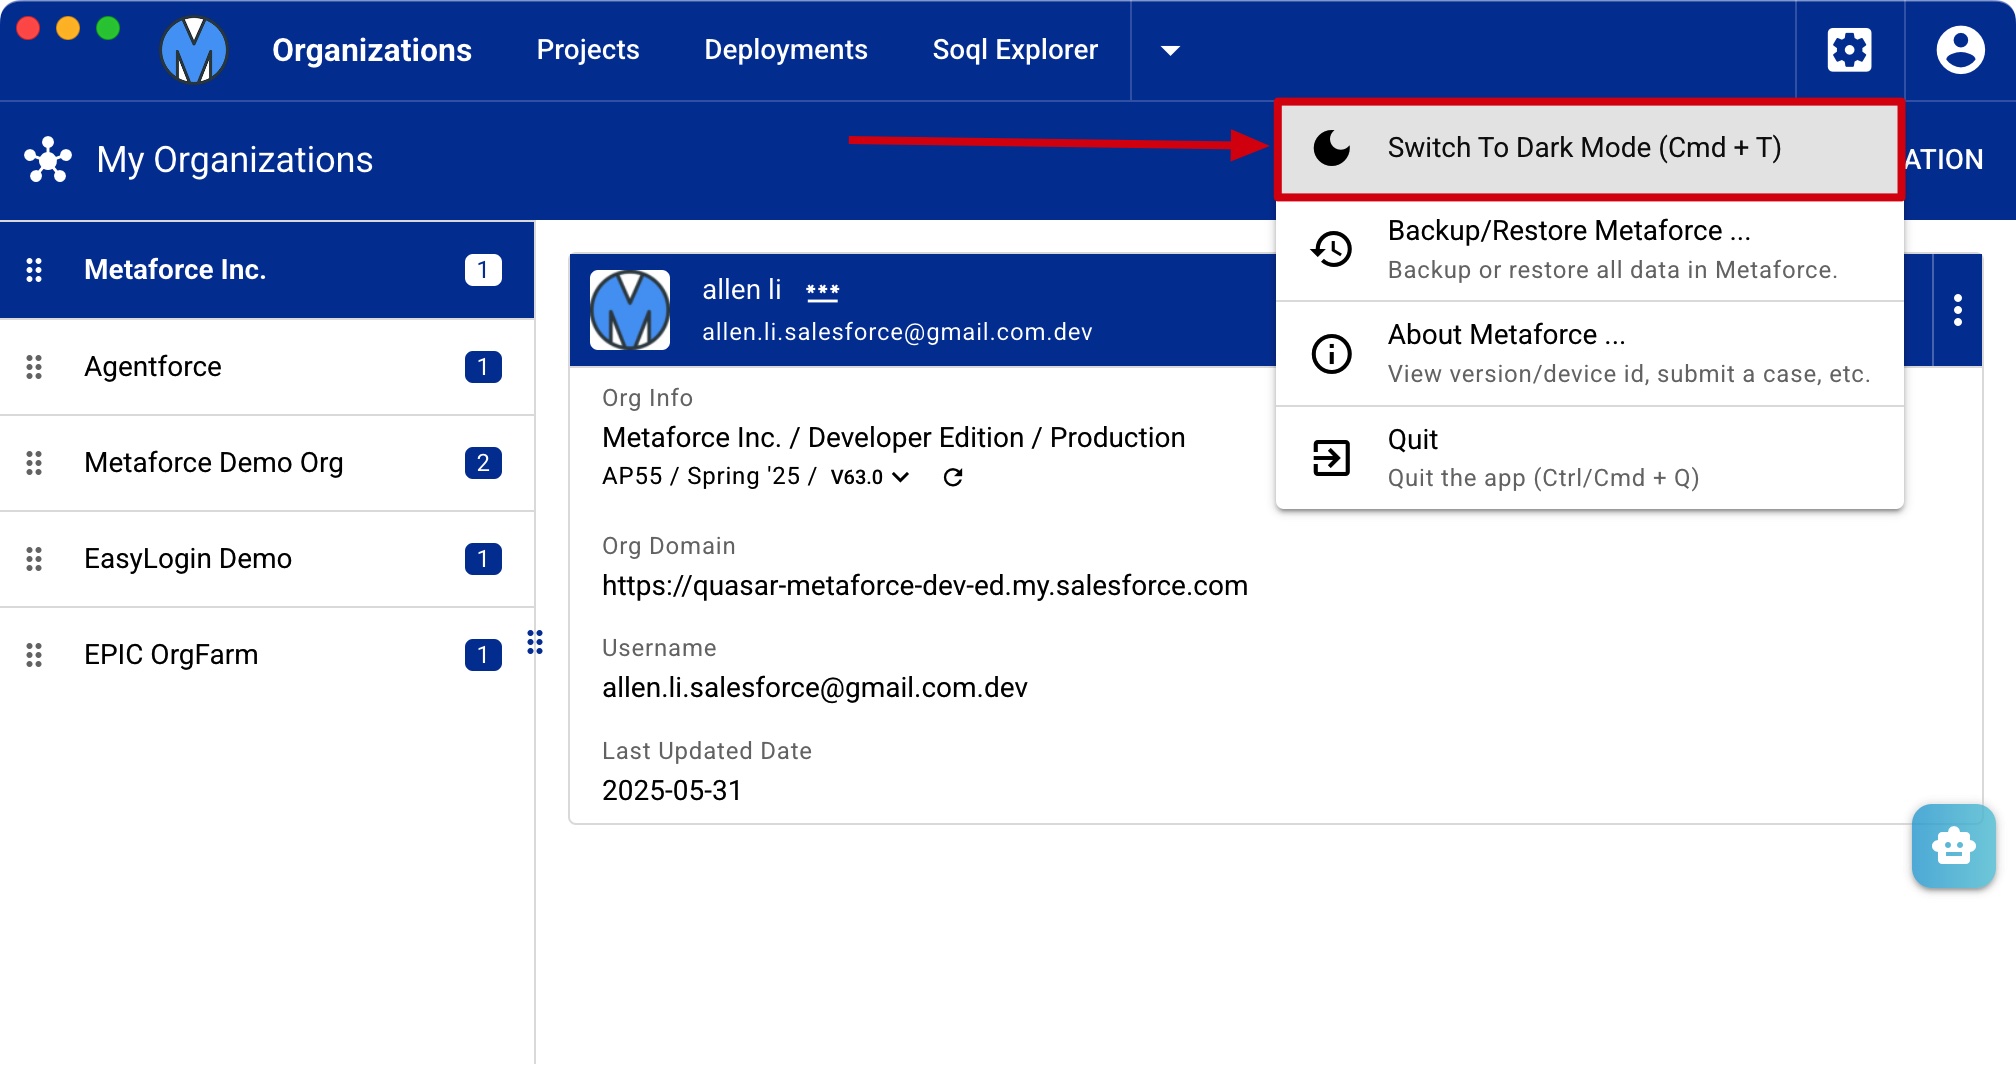 Organizations
Projects
Deployments
Soql Explorer
My Organizations
ATION
Switch To Dark Mode (Cmd + T)
Backup/Restore Metaforce ...
Backup or restore all data in Metaforce.
About Metaforce ...
View version/device id, submit a case, etc.
Quit
Quit the app (Ctrl/Cmd + Q)
Metaforce Inc. 1
Agentforce 1
Metaforce Demo Org 2
EasyLogin Demo 1
EPIC OrgFarm 1
allen li ***
allen.li.salesforce@gmail.com.dev
Org Info
Metaforce Inc. / Developer Edition / Production
AP55 / Spring '25 / V63.0
Org Domain
https://quasar-metaforce-dev-ed.my.salesforce.com
Username
allen.li.salesforce@gmail.com.dev
Last Updated Date
2025-05-31